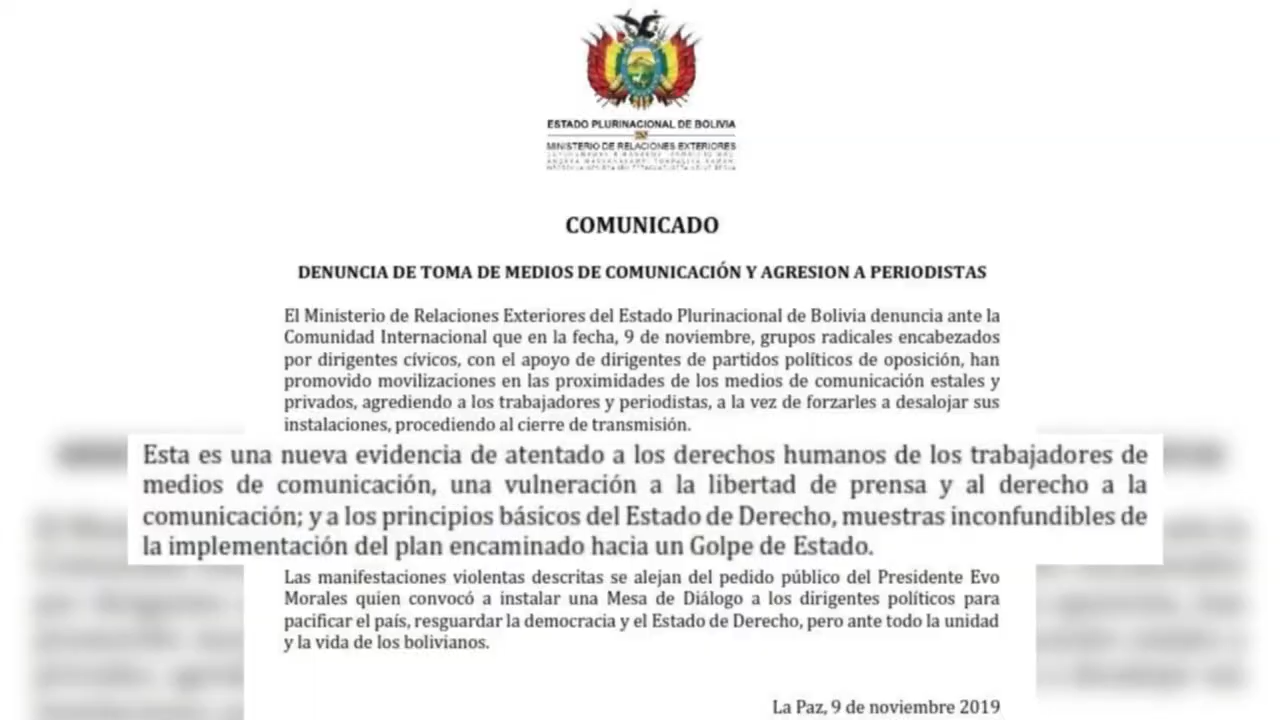 ESTADO PLURINACIONAL DE BOLIVIA
MINISTERIO DE RELACIONES EXTERIORES
COMUNICADO
DENUNCIA DE TOMA DE MEDIOS DE COMUNICACIÓN Y AGRESION A PERIODISTAS
El Ministerio de Relaciones Exteriores del Estado Plurinacional de Bolivia denuncia ante la
Comunidad Internacional que en la fecha, 9 de noviembre, grupos radicales encabezados
por dirigentes cívicos, con el apoyo de dirigentes de partidos políticos de oposición, han
promovido movilizaciones en las proximidades de los medios de comunicación estales y
privados, agrediendo a los trabajadores y periodistas, a la vez de forzarles a desalojar sus
instalaciones, procediendo al cierre de transmisión.
Esta es una nueva evidencia de atentado a los derechos humanos de los trabajadores de
medios de comunicación, una vulneración a la libertad de prensa y al derecho a la
comunicación; y a los principios básicos del Estado de Derecho, muestras inconfundibles de
la implementación del plan encaminado hacia un Golpe de Estado.
Las manifestaciones violentas descritas se alejan del pedido público del Presidente Evo
Morales quien convocó a instalar una Mesa de Diálogo a los dirigentes políticos para
pacificar el país, resguardar la democracia y el Estado de Derecho, pero ante todo la unidad
y la vida de los bolivianos.
La Paz, 9 de noviembre 2019